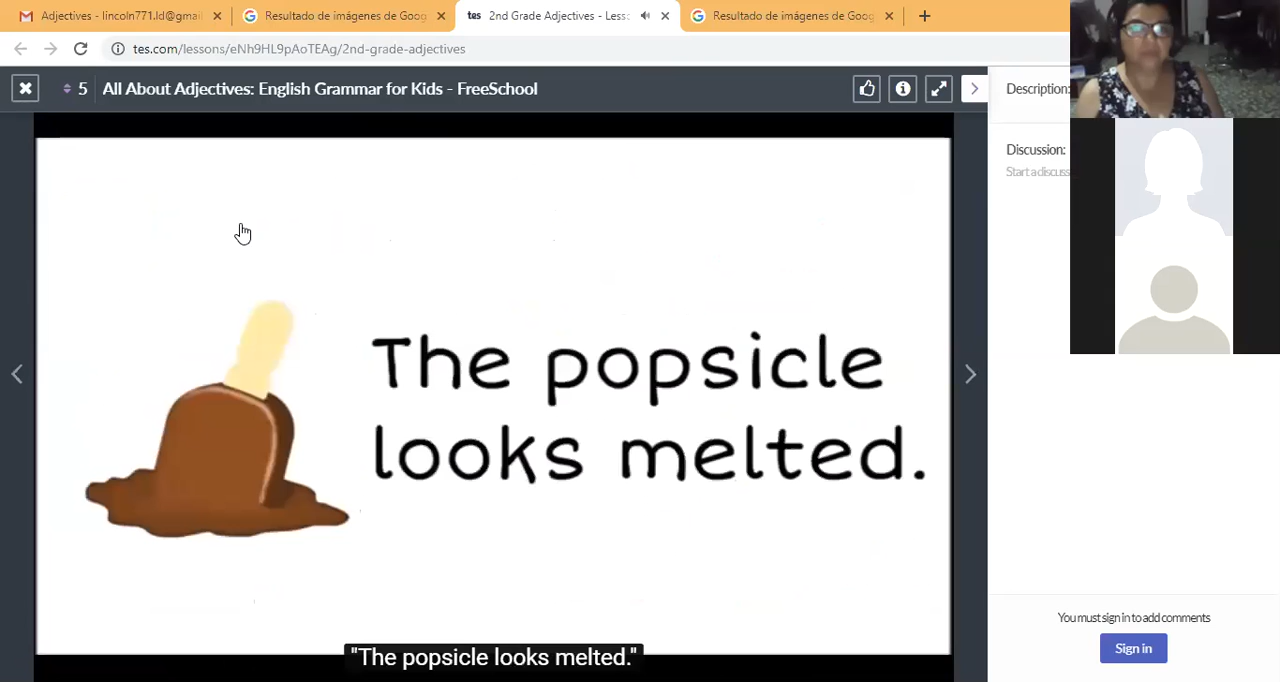 Adjectives - lincoln771.ld@gmai
Resultado de imágenes de Goog
tes 2nd Grade Adjectives - Less
Resultado de imágenes de Goog
tes.com/lessons/eNh9HL9pAoTEAg/2nd-grade-adjectives
5 All About Adjectives: English Grammar for Kids - FreeSchool
Description:
Discussion:
Start a discuss
The popsicle
looks melted.
"The popsicle looks melted."
You must sign in to add comments
Sign in